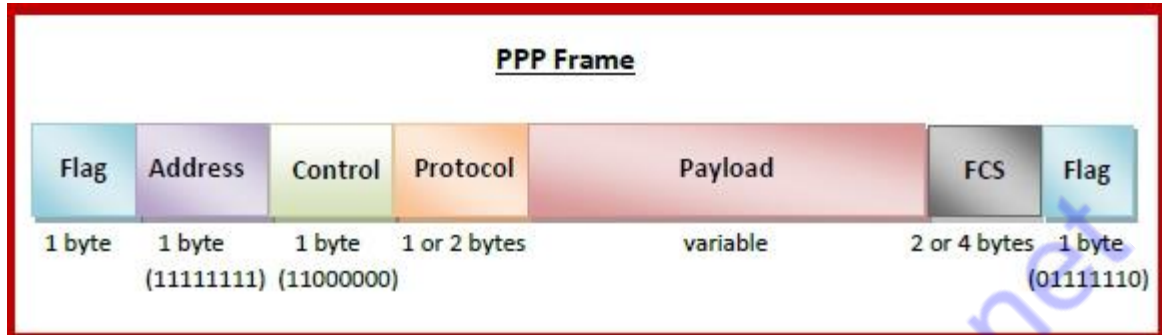 PPP Frame
Flag Address Control Protocol Payload FCS Flag
1 byte 1 byte 1 byte 1 or 2 bytes variable 2 or 4 bytes 1 byte
(11111111) (11000000) (01111110)
net